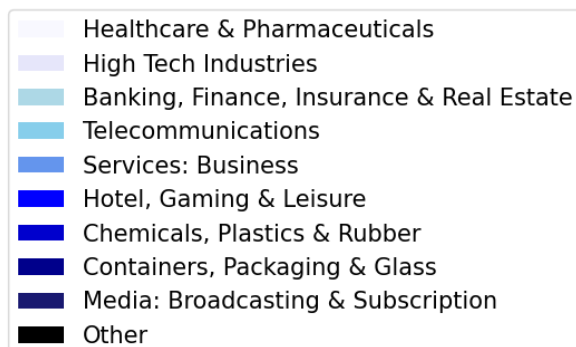 Healthcare & Pharmaceuticals
High Tech Industries
Banking, Finance, Insurance & Real Estate
Telecommunications
Services: Business
Hotel, Gaming & Leisure
Chemicals, Plastics & Rubber
Containers, Packaging & Glass
Media: Broadcasting & Subscription
Other